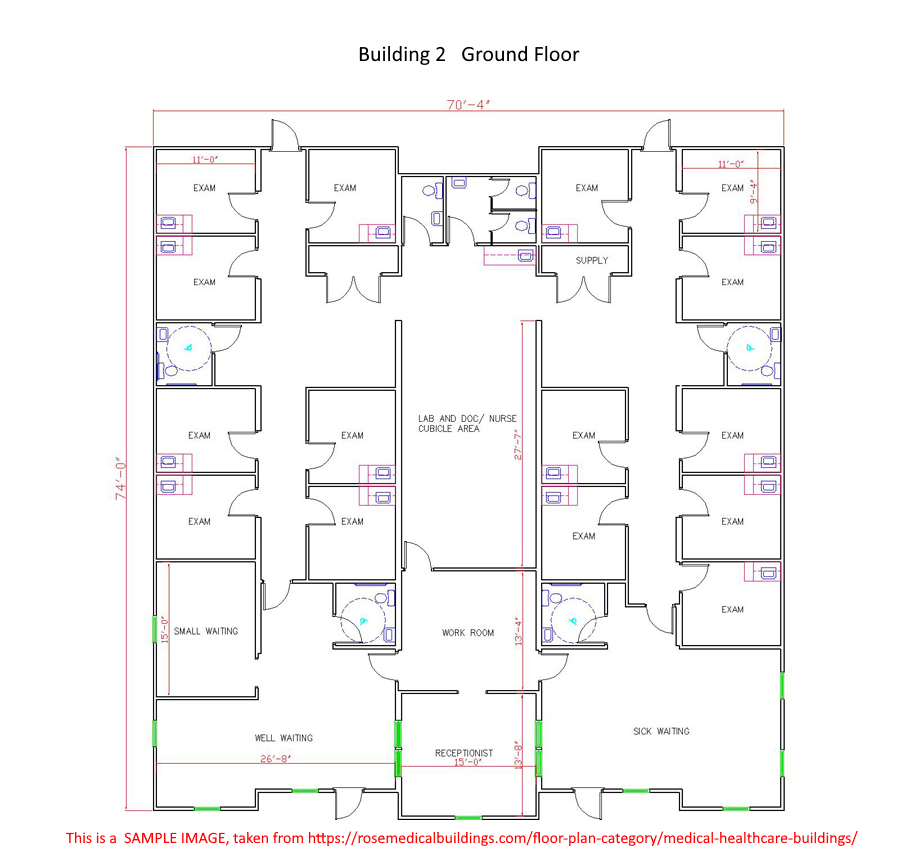 Building 2   Ground Floor
70'-4"
11'-0"
11'-0"
EXAM
EXAM
EXAM
EXAM
9'-4"
SUPPLY
EXAM
EXAM
LAB AND DOC/ NURSE
CUBICLE AREA
EXAM
EXAM
EXAM
EXAM
27'-7"
74'-0"
EXAM
EXAM
EXAM
EXAM
EXAM
SMALL WAITING
15'-0"
WORK ROOM
13'-4"
WELL WAITING
SICK WAITING
26'-8"
RECEPTIONIST
15'-0"
13'-8"
This is a  SAMPLE IMAGE, taken from https://rosemedicalbuildings.com/floor-plan-category/medical-healthcare-buildings/